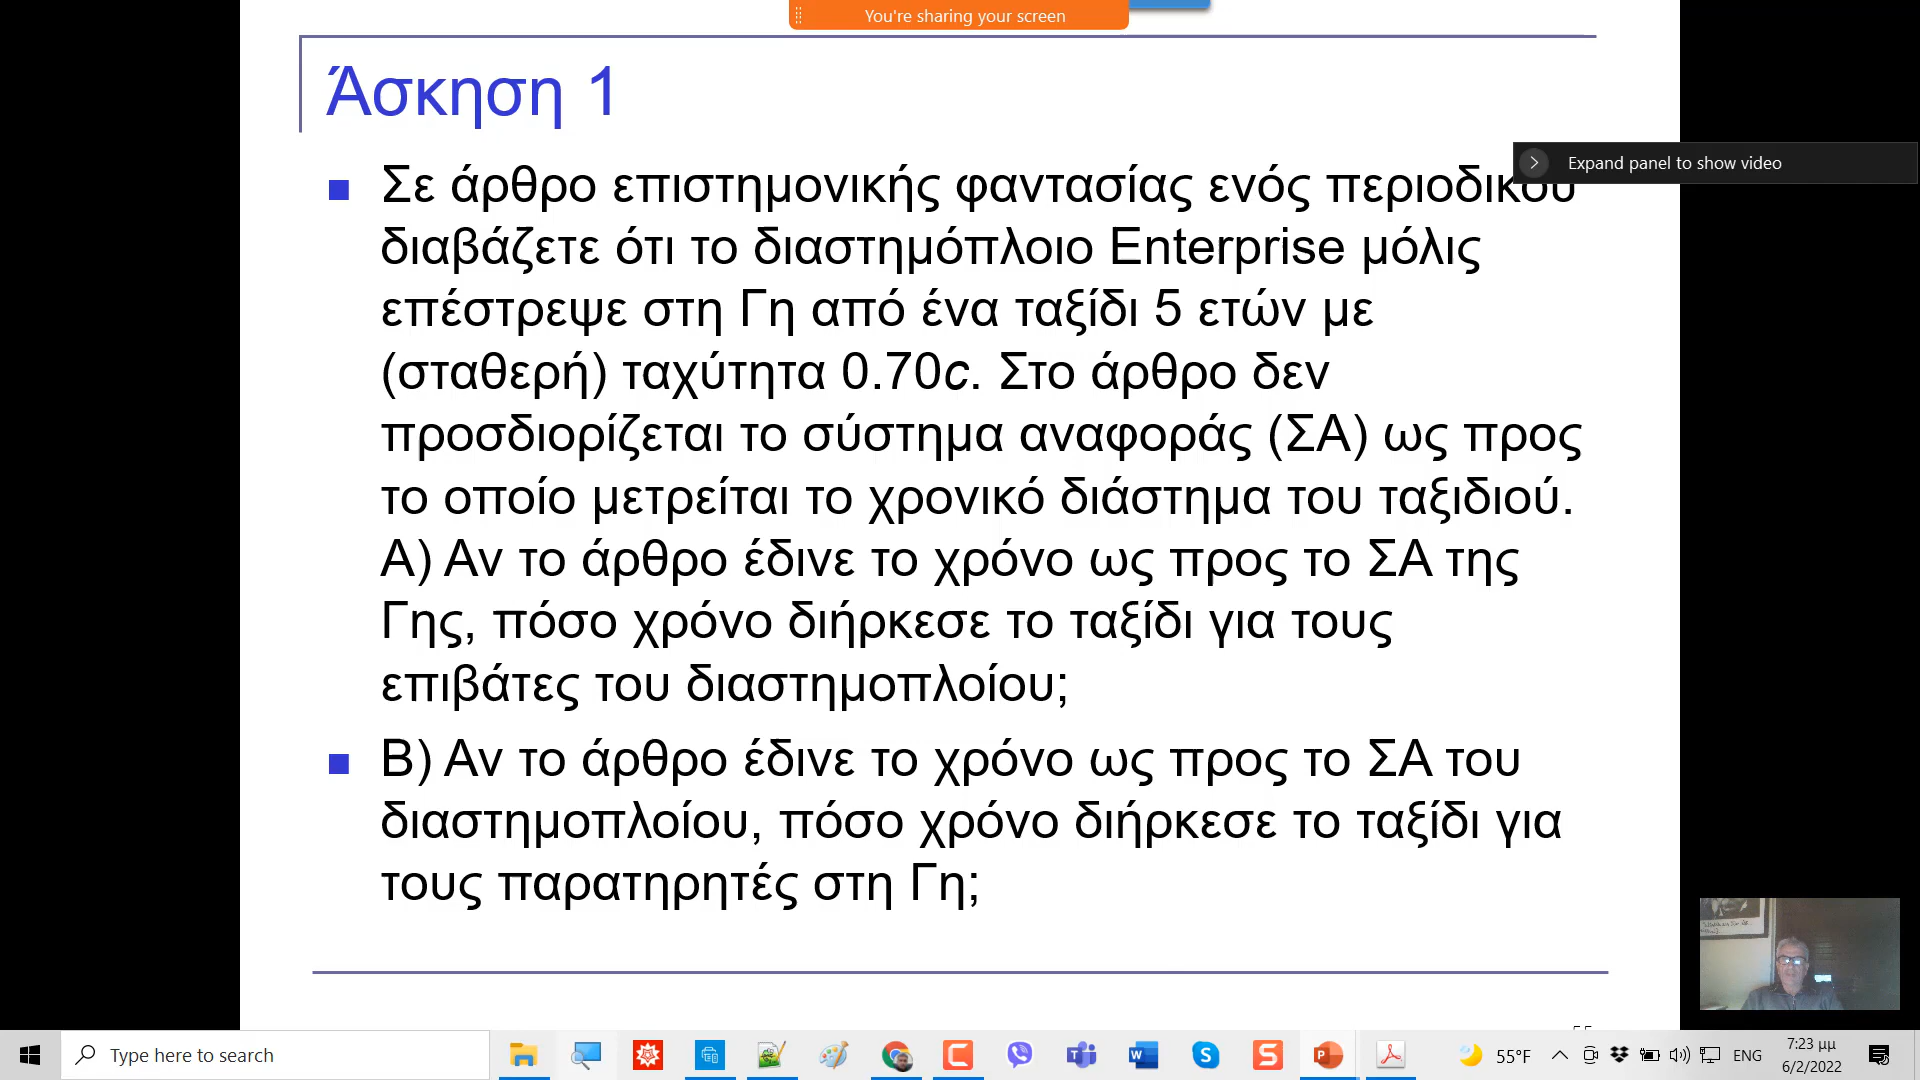 You're sharing your screen
Άσκηση 1
Expand panel to show video
Σε άρθρο επιστημονικής φαντασίας ενός περιοδικού
διαβάζετε ότι το διαστημόπλοιο Enterprise μόλις
επέστρεψε στη Γη από ένα ταξίδι 5 ετών με
(σταθερή) ταχύτητα 0.70c. Στο άρθρο δεν
προσδιορίζεται το σύστημα αναφοράς (ΣΑ) ως προς
το οποίο μετρείται το χρονικό διάστημα του ταξιδιού.
Α) Αν το άρθρο έδινε το χρόνο ως προς το ΣΑ της
Γης, πόσο χρόνο διήρκεσε το ταξίδι για τους
επιβάτες του διαστημοπλοίου;
Β) Αν το άρθρο έδινε το χρόνο ως προς το ΣΑ του
διαστημοπλοίου, πόσο χρόνο διήρκεσε το ταξίδι για
τους παρατηρητές στη Γη;
Type here to search
55°F
ENG
7:23 μμ
6/2/2022